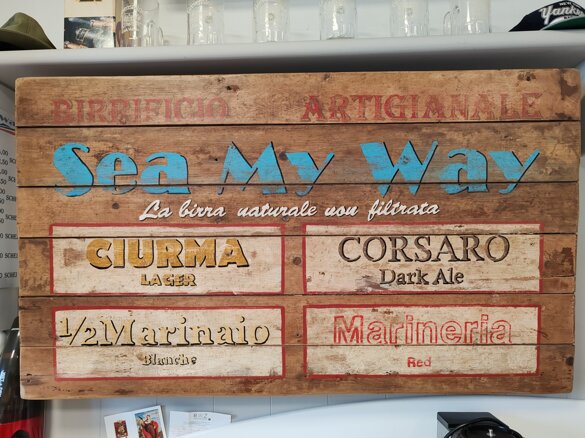 BIRRIFICIO ARTIGIANALE
Sea My Way
La birra naturale non filtrata
CIURMA
LAGER
CORSARO
Dark Ale
1/2 Marinaio
Blanche
Marineria
Red
Yankees